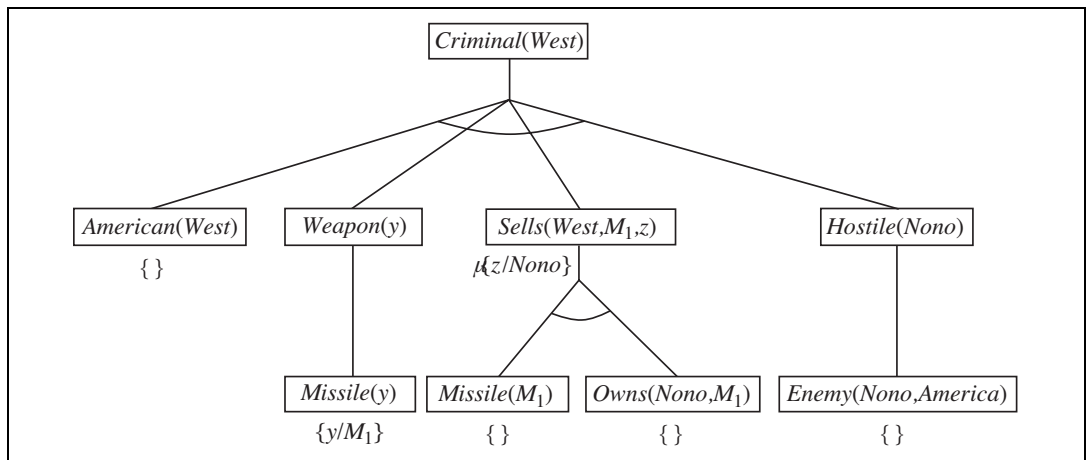 Criminal(West)
American(West) Weapon(y) Sells(West,M₁,z) Hostile(Nono)
{ } {z/Nono}
Missile(y) Missile(M₁) Owns(Nono,M₁) Enemy(Nono,America)
{y/M₁} { } { } { }